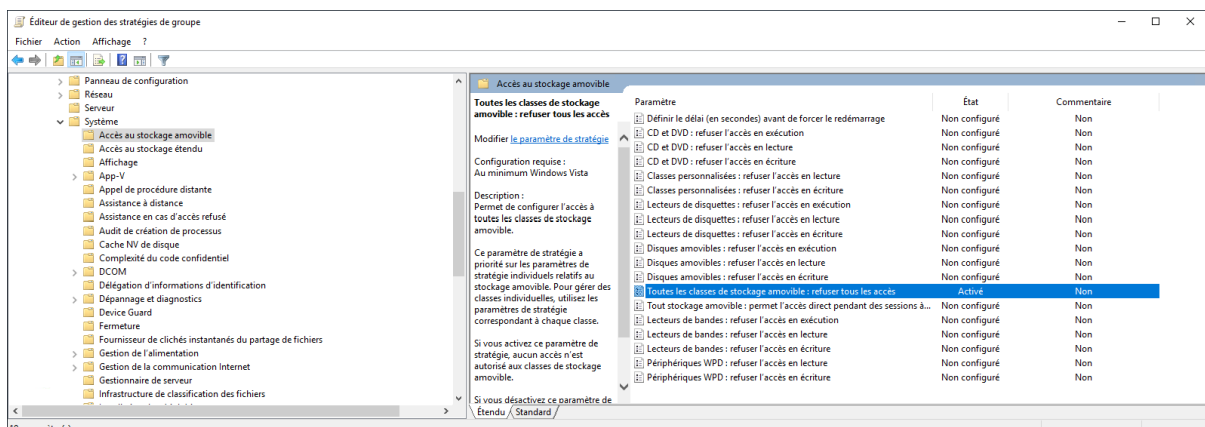 Éditeur de gestion des stratégies de groupe
Fichier Action Affichage ?
Panneau de configuration
Réseau
Serveur
Système
Accès au stockage amovible
Accès au stockage étendu
Affichage
App-V
Appel de procédure distante
Assistance à distance
Assistance en cas d'accès refusé
Audit de création de processus
Cache NV de disque
Complexité du code confidentiel
DCOM
Délégation d'informations d'identification
Dépannage et diagnostics
Device Guard
Fermeture
Fournisseur de clichés instantanés du partage de fichiers
Gestion de l'alimentation
Gestion de la communication Internet
Gestionnaire de serveur
Infrastructure de classification des fichiers
Accès au stockage amovible
Toutes les classes de stockage
amovible : refuser tous les accès
Modifier le paramètre de stratégie
Configuration requise :
Au minimum Windows Vista
Description :
Permet de configurer l'accès à
toutes les classes de stockage
amovible.
Ce paramètre de stratégie a
priorité sur les paramètres de
stratégie individuels relatifs au
stockage amovible. Pour gérer des
classes individuelles, utilisez les
paramètres de stratégie
correspondant à chaque classe.
Si vous activez ce paramètre de
stratégie, aucun accès n'est
autorisé aux classes de stockage
amovible.
Si vous désactivez ce paramètre de
Paramètre État Commentaire
Définir le délai (en secondes) avant de forcer le redémarrage Non configuré Non
CD et DVD : refuser l'accès en exécution Non configuré Non
CD et DVD : refuser l'accès en lecture Non configuré Non
CD et DVD : refuser l'accès en écriture Non configuré Non
Classes personnalisées : refuser l'accès en lecture Non configuré Non
Classes personnalisées : refuser l'accès en écriture Non configuré Non
Lecteurs de disquettes : refuser l'accès en exécution Non configuré Non
Lecteurs de disquettes : refuser l'accès en lecture Non configuré Non
Lecteurs de disquettes : refuser l'accès en écriture Non configuré Non
Disques amovibles : refuser l'accès en exécution Non configuré Non
Disques amovibles : refuser l'accès en lecture Non configuré Non
Disques amovibles : refuser l'accès en écriture Non configuré Non
Toutes les classes de stockage amovible : refuser tous les accès Activé Non
Tout stockage amovible : permet l'accès direct pendant des sessions à... Non configuré Non
Lecteurs de bandes : refuser l'accès en exécution Non configuré Non
Lecteurs de bandes : refuser l'accès en lecture Non configuré Non
Lecteurs de bandes : refuser l'accès en écriture Non configuré Non
Périphériques WPD : refuser l'accès en lecture Non configuré Non
Périphériques WPD : refuser l'accès en écriture Non configuré Non
Étendu Standard